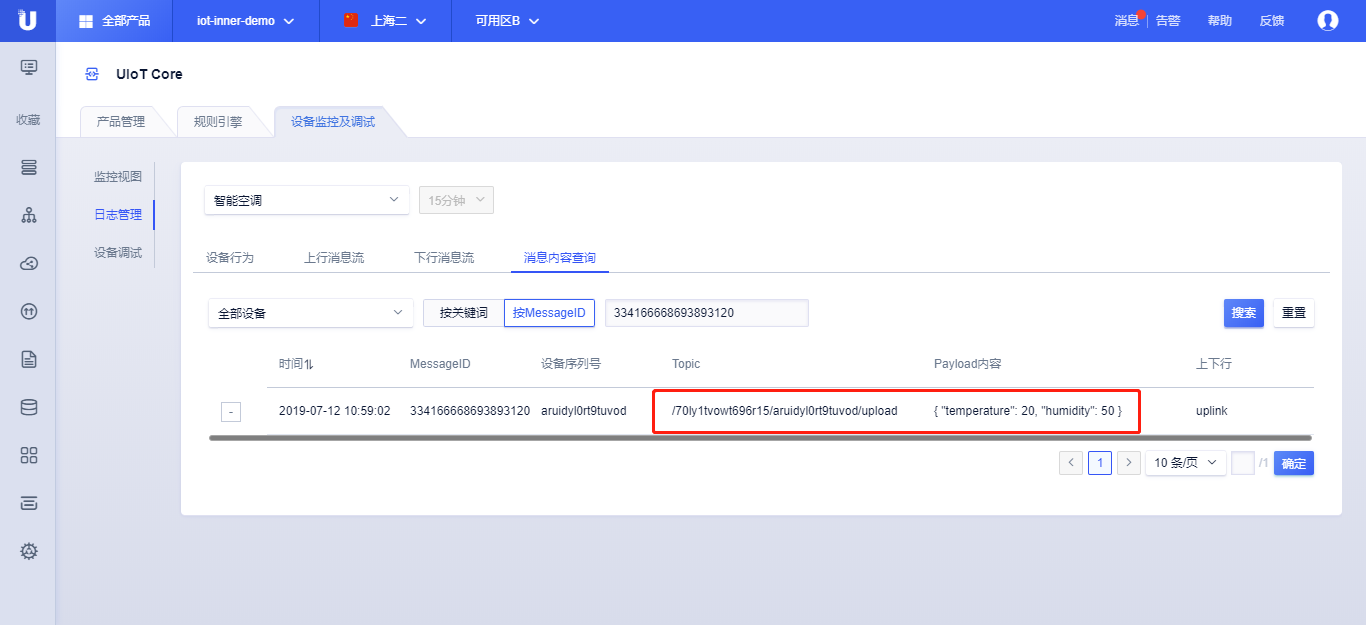 全部产品 iot-inner-demo 上海二 可用区B 消息 告警 帮助 反馈
UIoT Core
收藏
产品管理 规则引擎 设备监控及调试
监控视图
日志管理
设备调试
智能空调 15分钟
设备行为 上行消息流 下行消息流 消息内容查询
全部设备 按关键词 按MessageID 334166668693893120 搜索 重置
时间 MessageID 设备序列号 Topic Payload内容 上下行
- 2019-07-12 10:59:02 334166668693893120 aruidyl0rt9tuvod /70ly1tvowt696r15/aruidyl0rt9tuvod/upload { "temperature": 20, "humidity": 50 } uplink
1 10 条/页 /1 确定